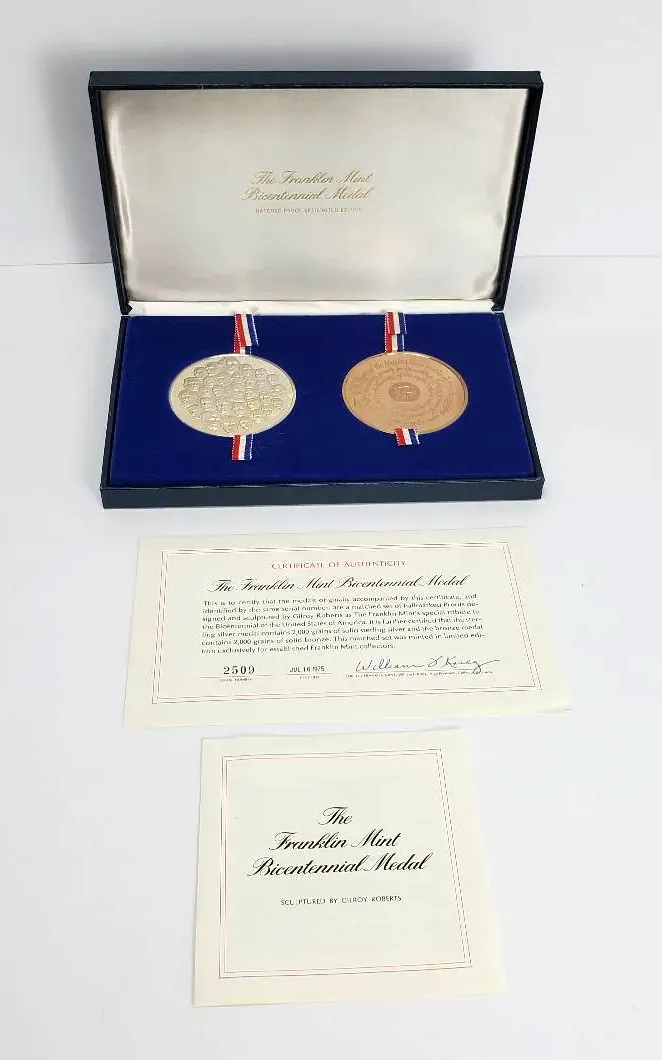 The Franklin Mint
Bicentennial Medal
MATCHED PROOF SET/LIMITED EDITION
CERTIFICATE OF AUTHENTICITY
The Franklin Mint Bicentennial Medal
This is to certify that the medals originally accompanied by this certificate, and
identified by the same serial number, are a matched set of Hallmarked Proofs de-
signed and sculptured by Gilroy Roberts as The Franklin Mint's special tribute to
the Bicentennial of the United States of America. It is further certified that the ster-
ling silver medal contains 2,000 grains of solid sterling silver and the bronze medal
contains 2,000 grains of solid bronze. This matched set was minted in limited edi-
tion exclusively for established Franklin Mint collectors.
2509
JUL 16 1975
SERIAL NUMBER
The
Franklin Mint
Bicentennial Medal
SCULPTURED BY GILROY ROBERTS